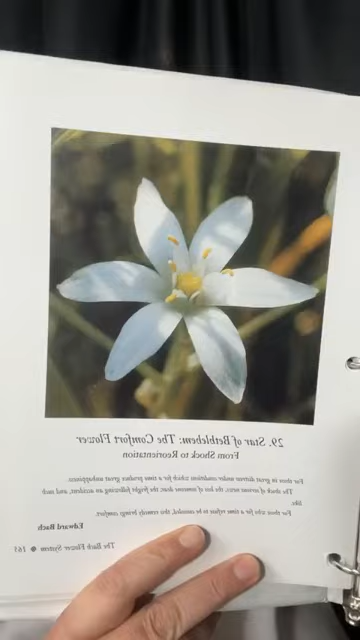 29. Star of Bethlehem: The Comfort Flower
From Shock to Reorientation
For those in great distress under conditions which for a time produce great unhappiness.
The shock of serious news, the loss of someone dear, the fright following an accident, and such
like.
For those who for a time refuse to be consoled, this remedy brings comfort.
Edward Bach
The Bach Flower System ● 165